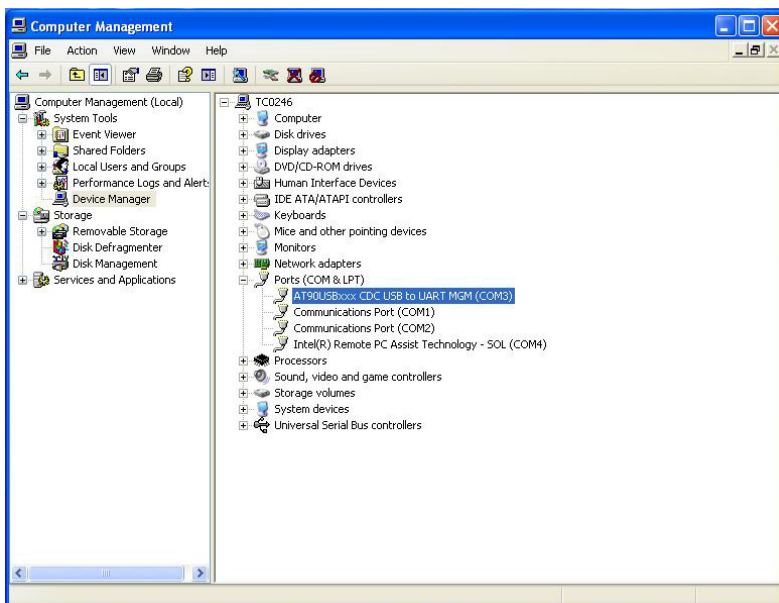 Computer Management
File Action View Window Help
Computer Management (Local)
System Tools
Event Viewer
Shared Folders
Local Users and Groups
Performance Logs and Alert
Device Manager
Storage
Removable Storage
Disk Defragmenter
Disk Management
Services and Applications
TC0246
Computer
Disk drives
Display adapters
DVD/CD-ROM drives
Human Interface Devices
IDE ATA/ATAPI controllers
Keyboards
Mice and other pointing devices
Monitors
Network adapters
Ports (COM & LPT)
AT90USBxxx CDC USB to UART MGM (COM3)
Communications Port (COM1)
Communications Port (COM2)
Intel(R) Remote PC Assist Technology - SOL (COM4)
Processors
Sound, video and game controllers
Storage volumes
System devices
Universal Serial Bus controllers